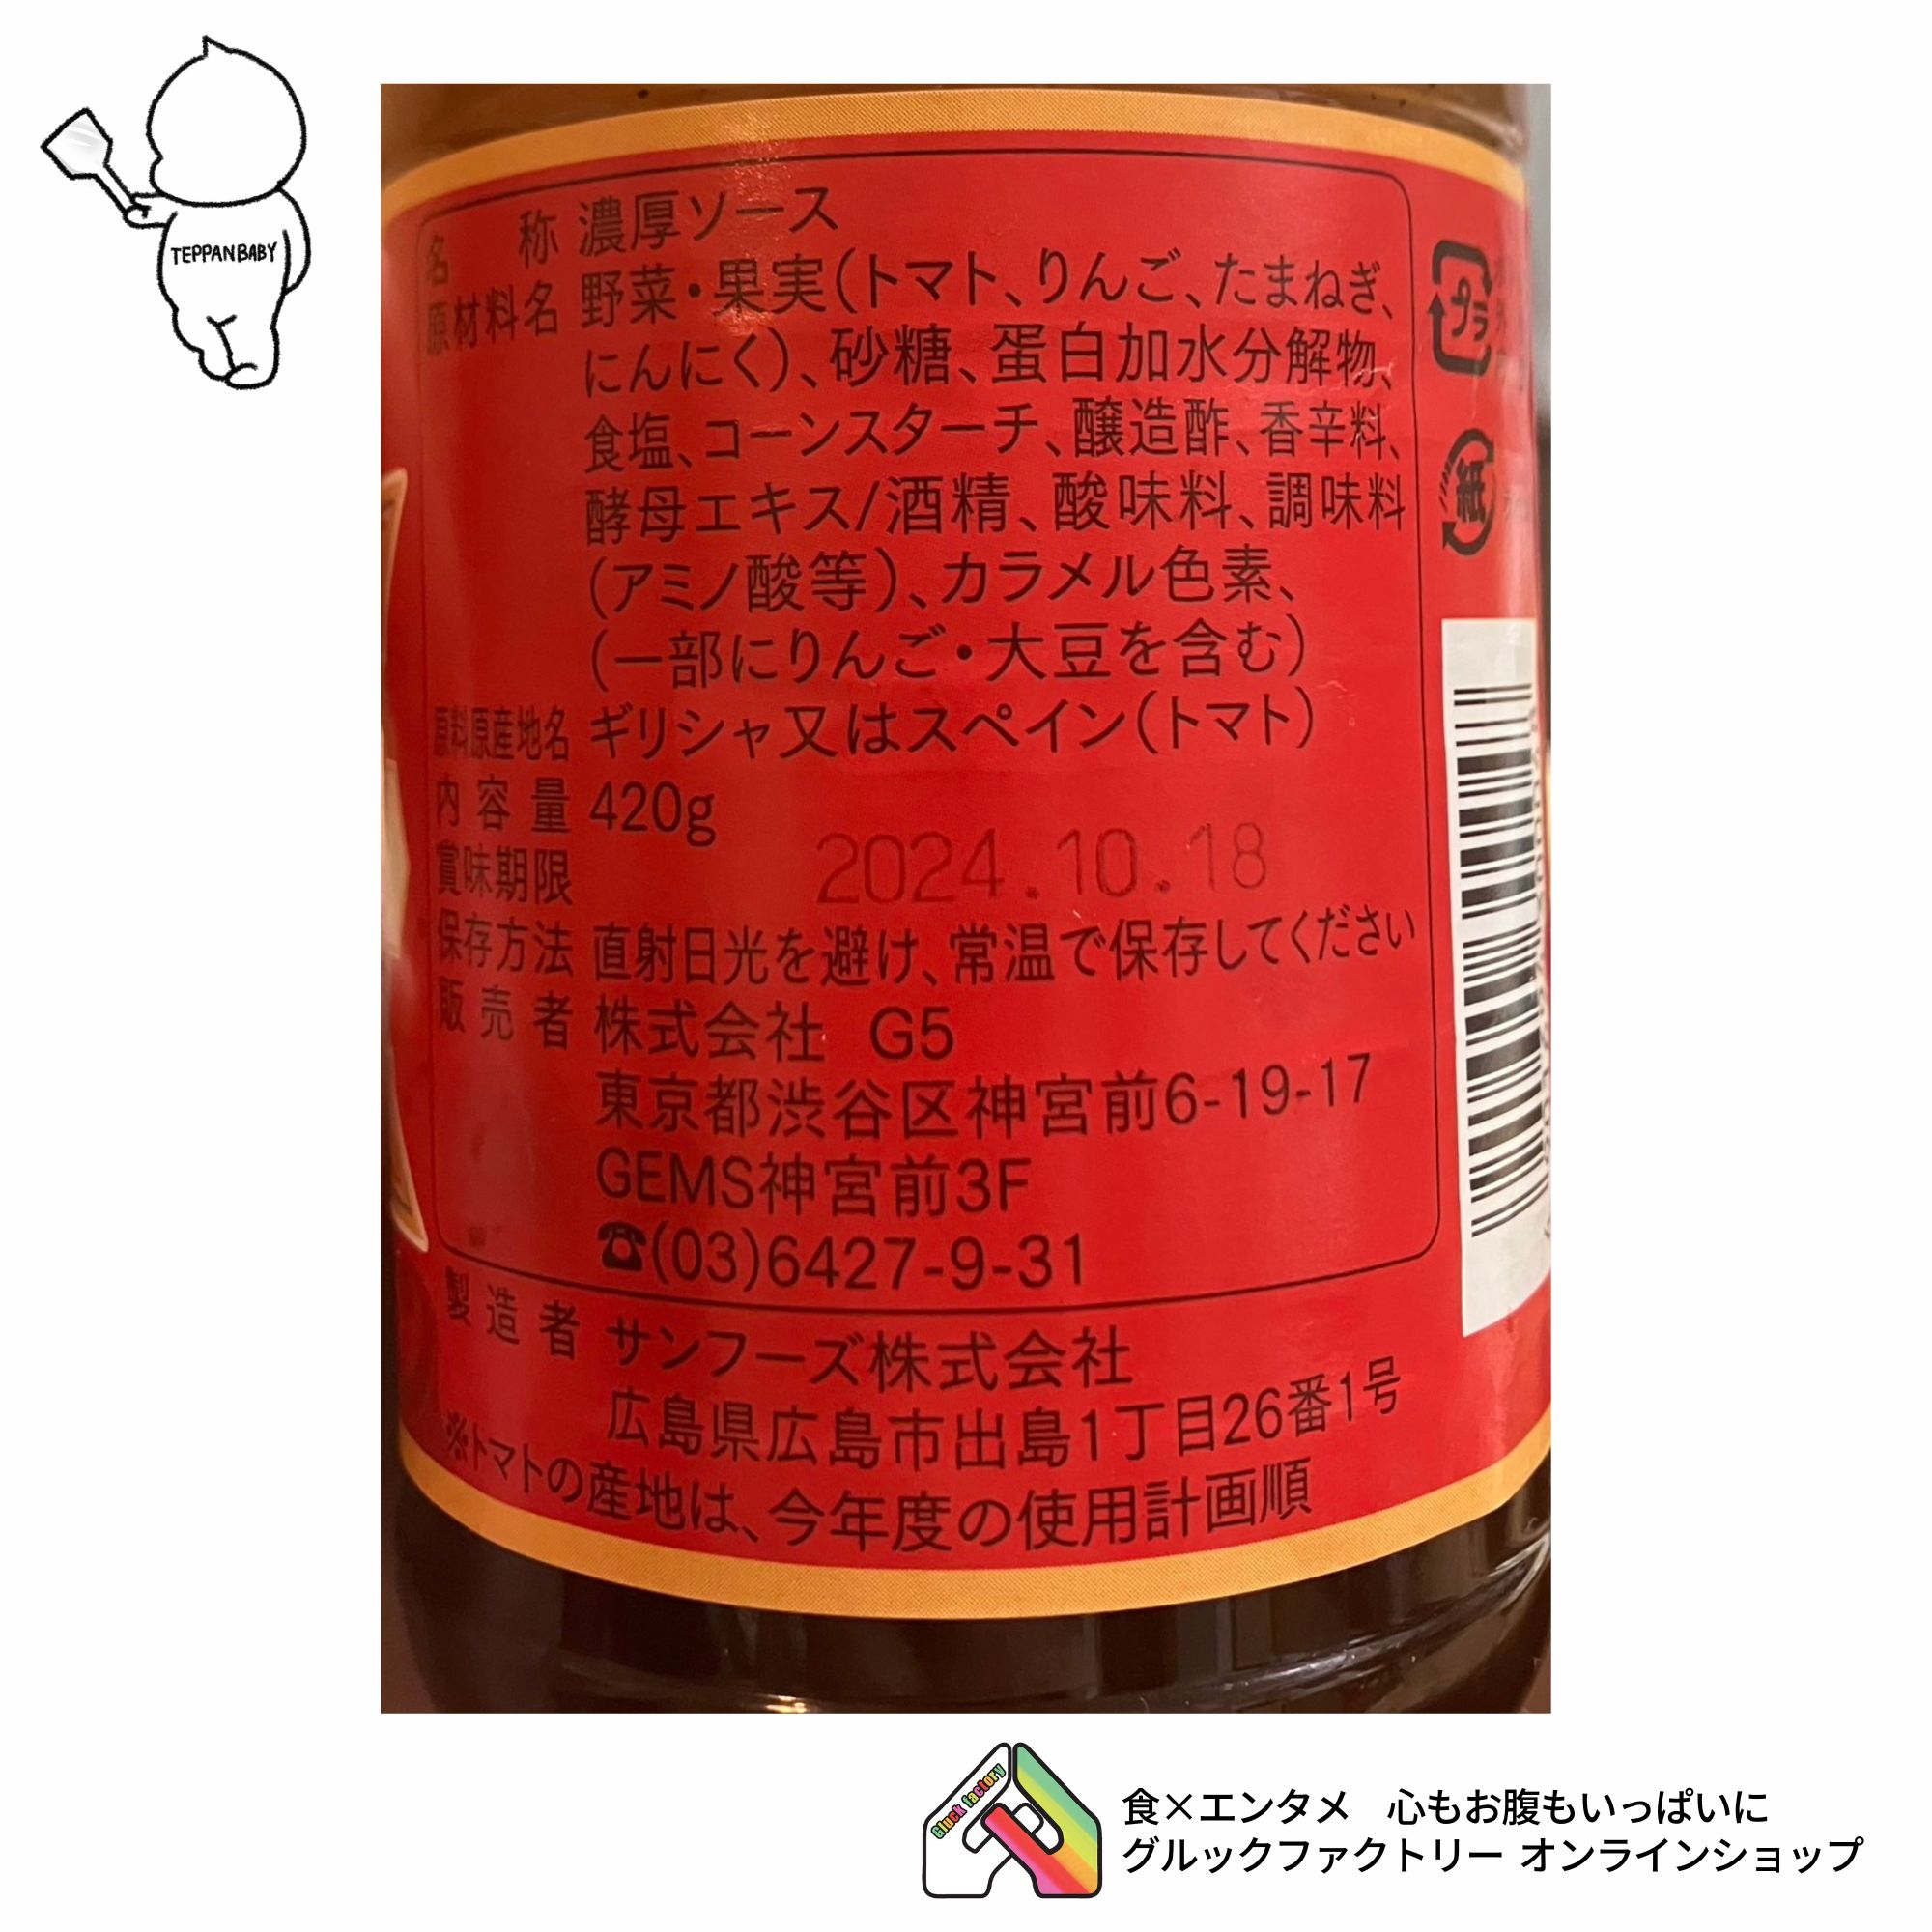 TEPPANBABY
名称 濃厚ソース
原材料名 野菜・果実(トマト、りんご、たまねぎ、
にんにく)、砂糖、蛋白加水分解物、
食塩、コーンスターチ、醸造酢、香辛料、
酵母エキス/酒精、酸味料、調味料
(アミノ酸等)、カラメル色素、
(一部にりんご・大豆を含む)
原料原産地名 ギリシャ又はスペイン(トマト)
内容量 420g
賞味期限 2024.10.18
保存方法 直射日光を避け、常温で保存してください
販売者 株式会社 G5
東京都渋谷区神宮前6-19-17
GEMS神宮前3F
☎(03)6427-9-31
製造者 サンフーズ株式会社
広島県広島市出島1丁目26番1号
※トマトの産地は、今年度の使用計画順
プラ
紙
Gluck factory
食×エンタメ 心もお腹もいっぱいに
グルックファクトリー オンラインショップ